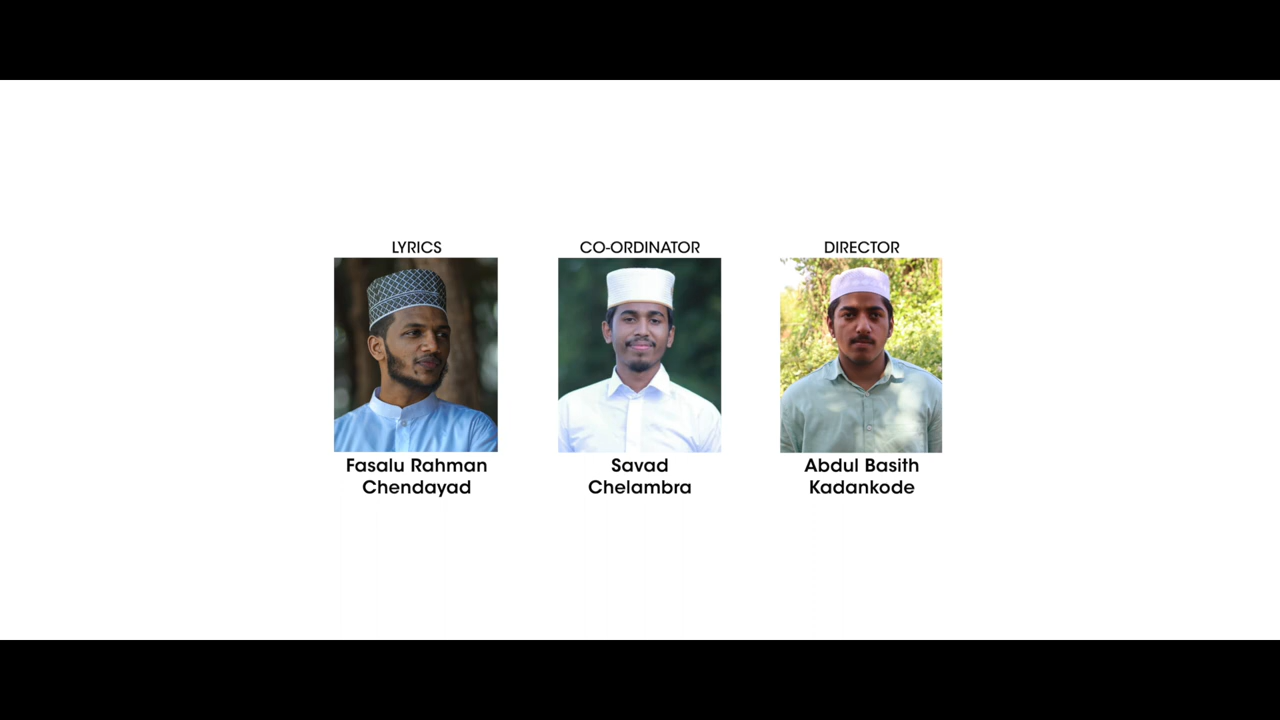 LYRICS
Fasalu Rahman
Chendayad
CO-ORDINATOR
Savad
Chelambra
DIRECTOR
Abdul Basith
Kadankode